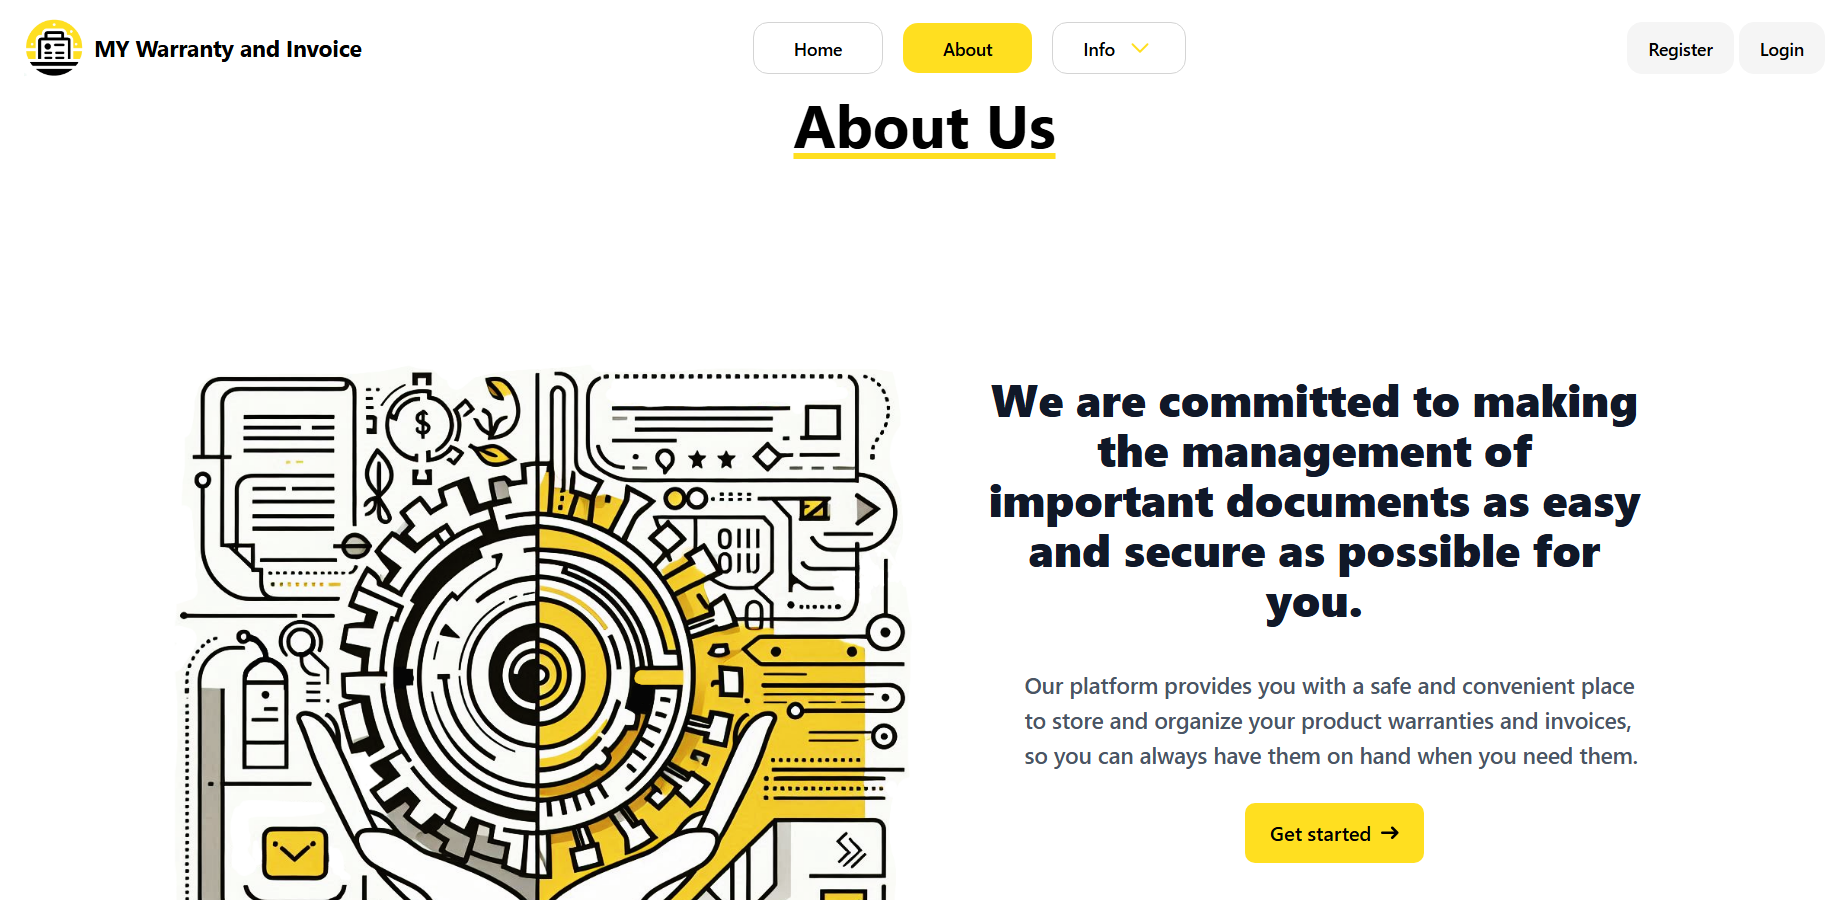 MY Warranty and Invoice
Home
About
Info
Register
Login
About Us
We are committed to making
the management of
important documents as easy
and secure as possible for
you.
Our platform provides you with a safe and convenient place
to store and organize your product warranties and invoices,
so you can always have them on hand when you need them.
Get started →
$